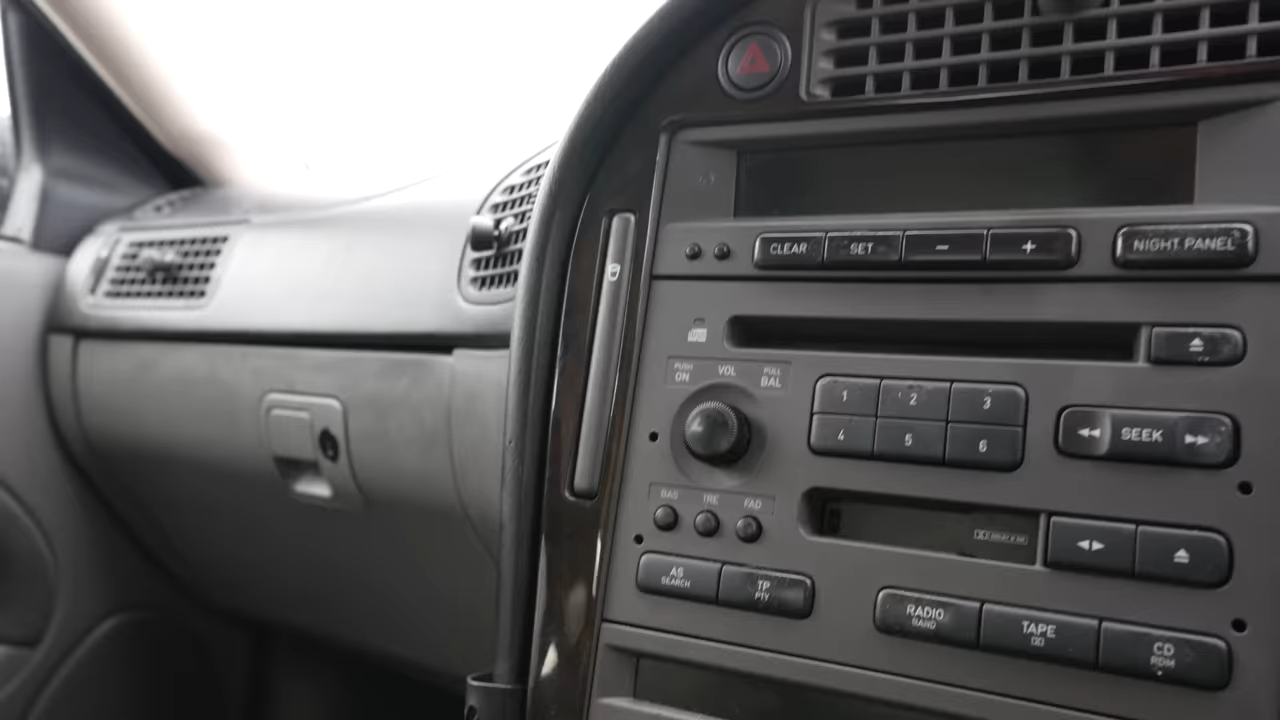 CLEAR SET − + NIGHT PANEL
PUSH ON VOL PULL BAL
1 2 3
4 5 6
SEEK
BAS TRE FAD
AS SEARCH
TP PTY
RADIO BAND
TAPE
CD RDM